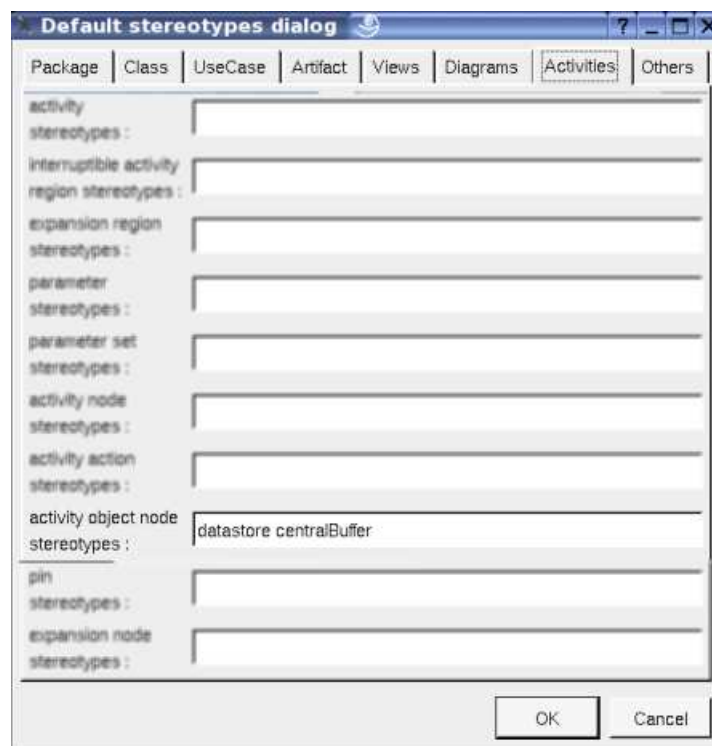 Default stereotypes dialog
Package Class UseCase Artifact Views Diagrams Activities Others
activity
stereotypes :
interruptible activity
region stereotypes :
expansion region
stereotypes :
parameter
stereotypes :
parameter set
stereotypes :
activity node
stereotypes :
activity action
stereotypes :
activity object node
stereotypes :
datastore centralBuffer
pin
stereotypes :
expansion node
stereotypes :
OK Cancel